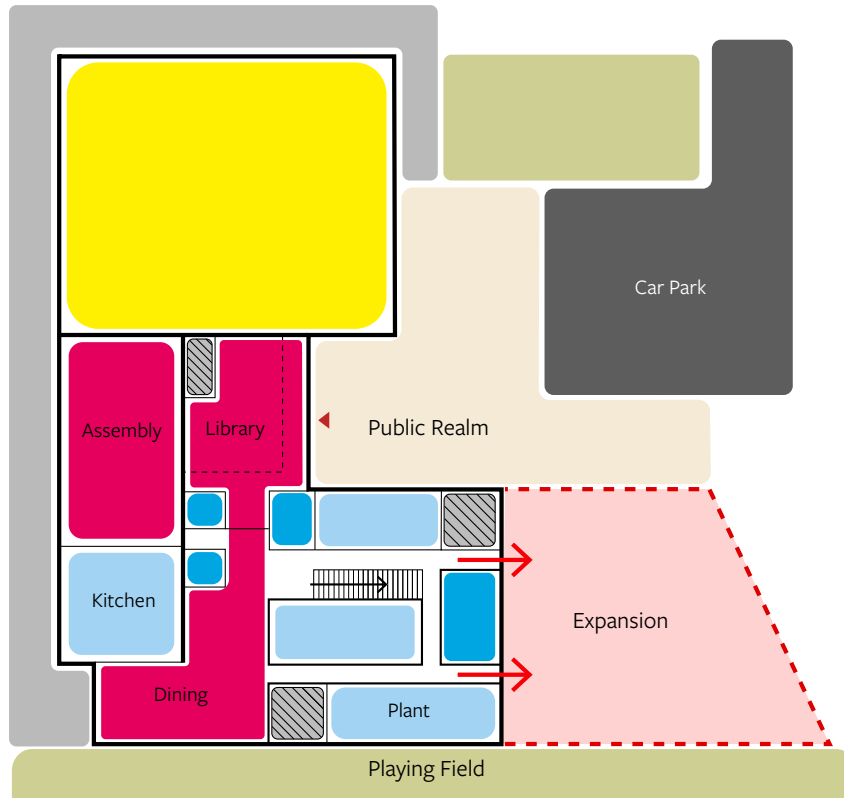 Car Park
Assembly
Library
Public Realm
Kitchen
Expansion
Dining
Plant
Playing Field